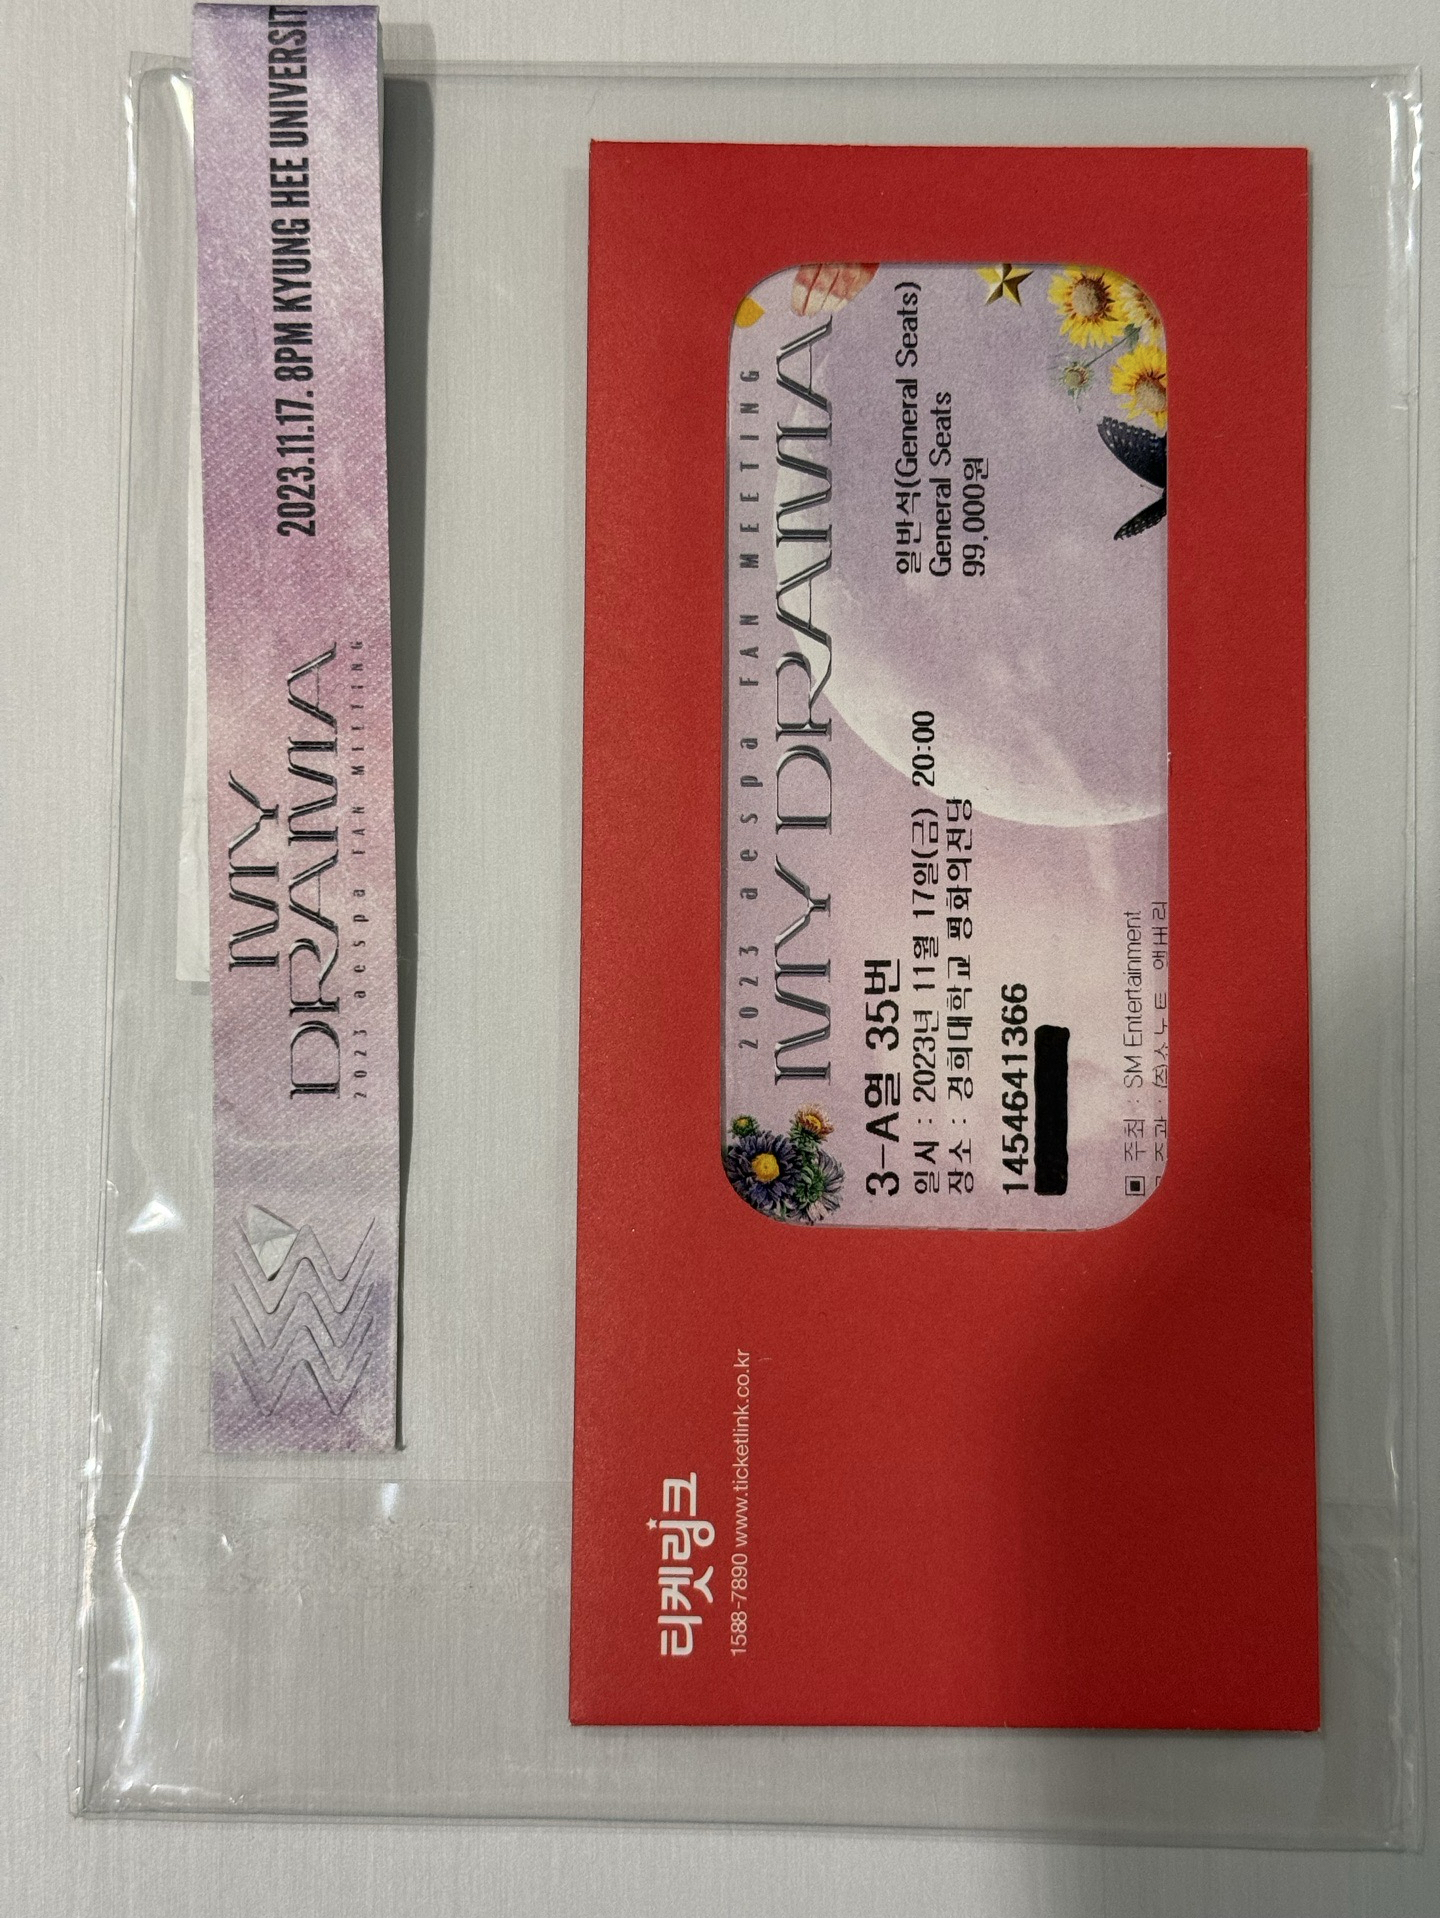 2023.11.17. 8PM KYUNG HEE UNIVERSIT
MY
DRAMA
2023 aespa FAN MEETING
2023 aespa FAN MEETING
MY DRAMA
3-A열 35번
일시 : 2023년 11월 17일(금) 20:00
장소 : 경희대학교 평화의전당
1454641366
일반석(General Seats)
General Seats
99,000원
▣ 주최 : SM Entertainment
티켓링크
1588-7890 www.ticketlink.co.kr